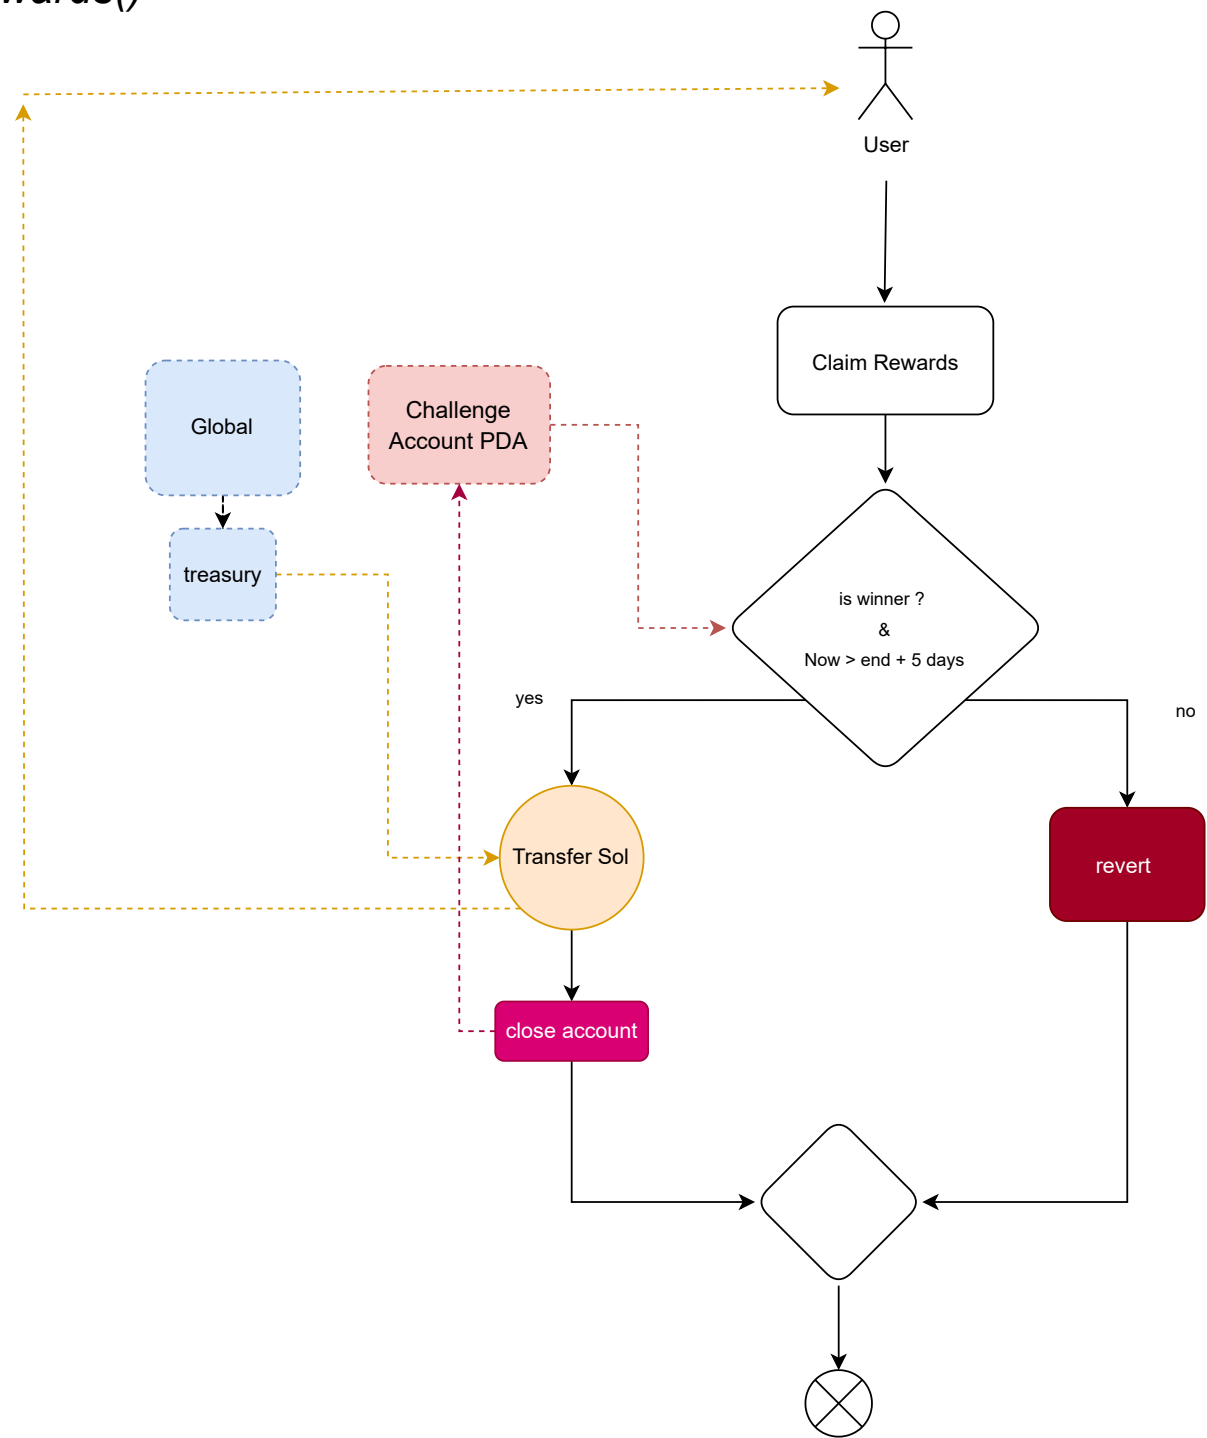 User
Claim Rewards
Global
Challenge
Account PDA
treasury
is winner ?
&
Now > end + 5 days
yes
no
Transfer Sol
revert
close account